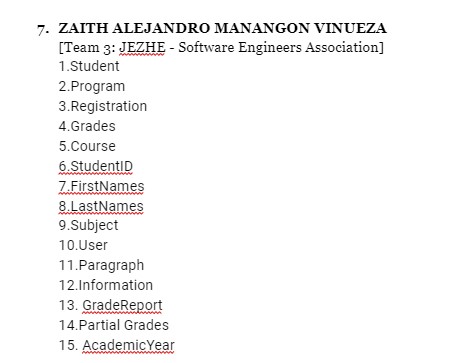 7. ZAITH ALEJANDRO MANANGON VINUEZA
[Team 3: JEZHE - Software Engineers Association]
1.Student
2.Program
3.Registration
4.Grades
5.Course
6.StudentID
7.FirstNames
8.LastNames
9.Subject
10.User
11.Paragraph
12.Information
13. GradeReport
14.Partial Grades
15. AcademicYear